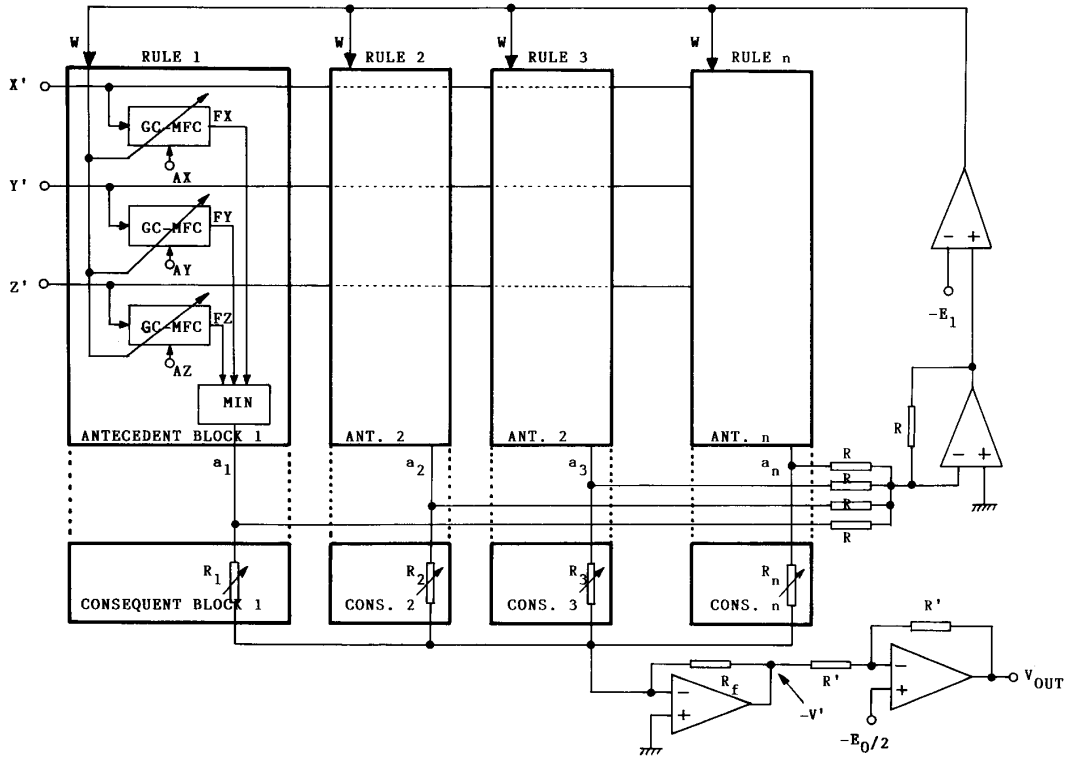 W W W W
RULE 1 RULE 2 RULE 3 RULE n
X'
GC-MFC FX
AX
Y'
GC-MFC FY
AY
Z'
GC-MFC FZ
AZ
MIN
- +
-E1
ANTECEDENT BLOCK 1 ANT. 2 ANT. 2 ANT. n
R
- +
a1 a2 a3 an
R
R
R
R
R1 R2 R3 Rn
CONSEQUENT BLOCK 1 CONS. 2 CONS. 3 CONS. n
R'
Rf R'
-
+
-V'
-
+
VOUT
-E0/2